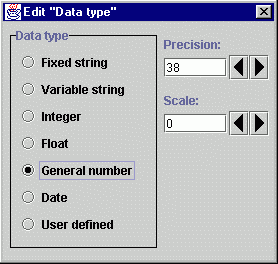 Edit "Data type"
Data type
Fixed string
Variable string
Integer
Float
General number
Date
User defined
Precision:
38
Scale:
0